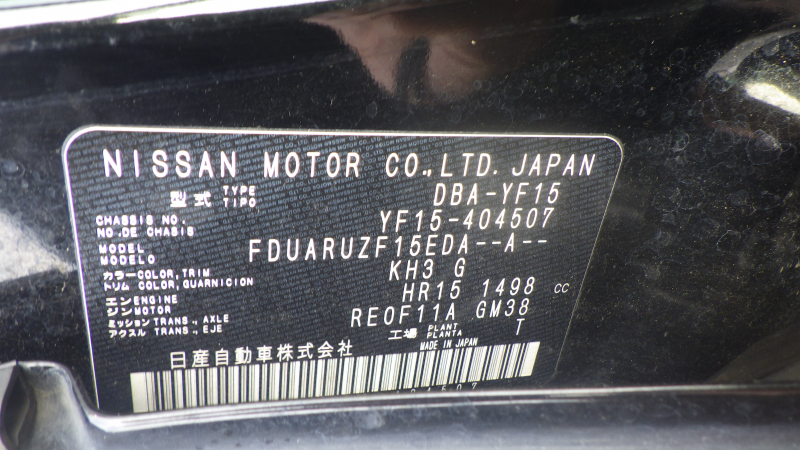 NISSAN MOTOR CO.,LTD. JAPAN
型式 TYPE TIPO DBA-YF15
CHASSIS NO. NO.DE CHASIS YF15-404507
MODEL MODELO FDUARUZF15EDA--A--
カラー COLOR, TRIM トリム COLOR, GUARNICION KH3 G
エンジン ENGINE MOTOR HR15 1498 CC
ミッション TRANS., AXLE アクスル TRANS., EJE RE0F11A GM38
工場 PLANT PLANTA T
日産自動車株式会社 MADE IN JAPAN